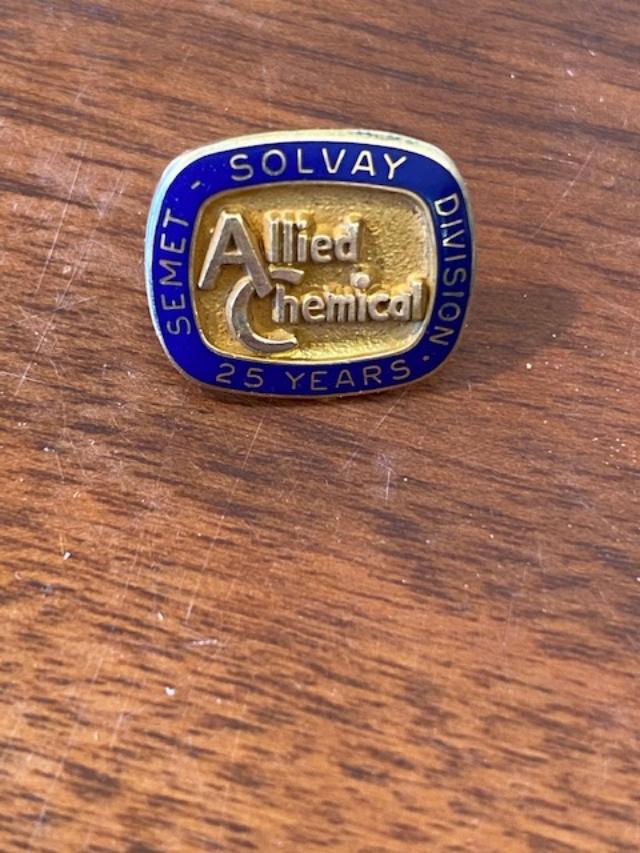 SEMET - SOLVAY DIVISION •
Allied
Chemical
25 YEARS